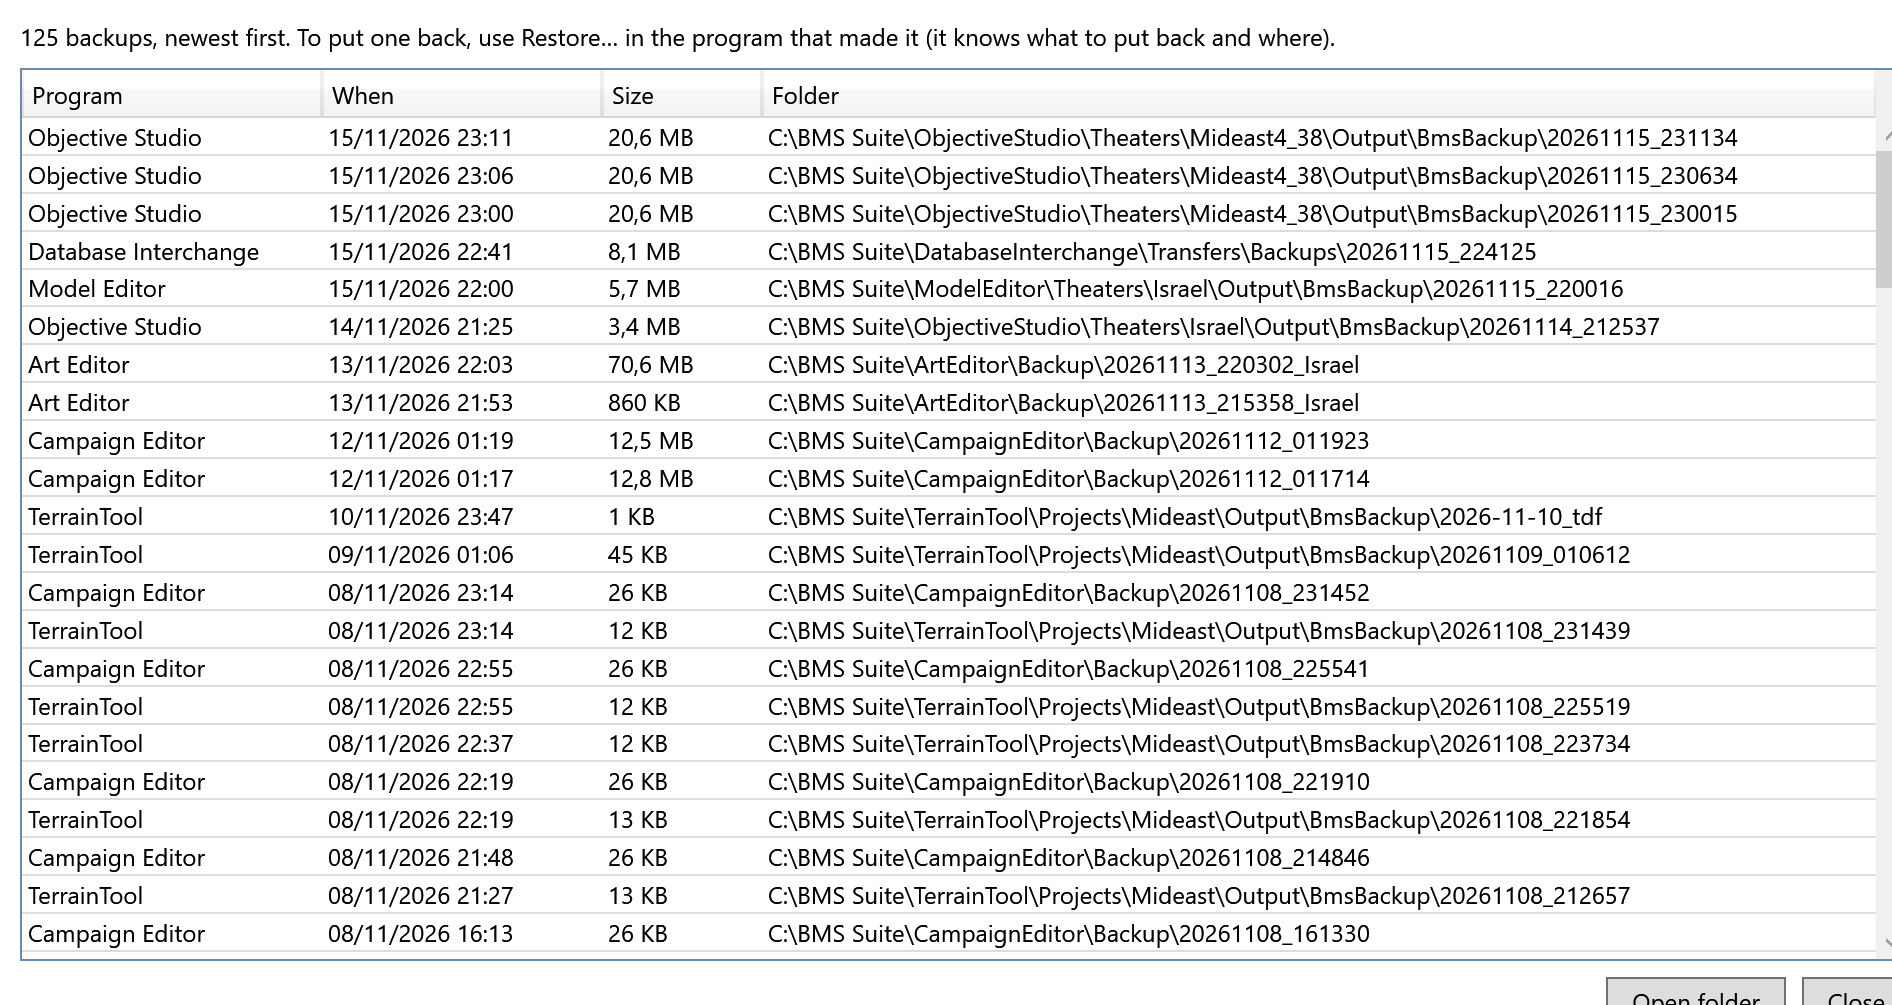 125 backups, newest first. To put one back, use Restore... in the program that made it (it knows what to put back and where).
Program When Size Folder
Objective Studio 15/11/2026 23:11 20,6 MB C:\BMS Suite\ObjectiveStudio\Theaters\Mideast4_38\Output\BmsBackup\20261115_231134
Objective Studio 15/11/2026 23:06 20,6 MB C:\BMS Suite\ObjectiveStudio\Theaters\Mideast4_38\Output\BmsBackup\20261115_230634
Objective Studio 15/11/2026 23:00 20,6 MB C:\BMS Suite\ObjectiveStudio\Theaters\Mideast4_38\Output\BmsBackup\20261115_230015
Database Interchange 15/11/2026 22:41 8,1 MB C:\BMS Suite\DatabaseInterchange\Transfers\Backups\20261115_224125
Model Editor 15/11/2026 22:00 5,7 MB C:\BMS Suite\ModelEditor\Theaters\Israel\Output\BmsBackup\20261115_220016
Objective Studio 14/11/2026 21:25 3,4 MB C:\BMS Suite\ObjectiveStudio\Theaters\Israel\Output\BmsBackup\20261114_212537
Art Editor 13/11/2026 22:03 70,6 MB C:\BMS Suite\ArtEditor\Backup\20261113_220302_Israel
Art Editor 13/11/2026 21:53 860 KB C:\BMS Suite\ArtEditor\Backup\20261113_215358_Israel
Campaign Editor 12/11/2026 01:19 12,5 MB C:\BMS Suite\CampaignEditor\Backup\20261112_011923
Campaign Editor 12/11/2026 01:17 12,8 MB C:\BMS Suite\CampaignEditor\Backup\20261112_011714
TerrainTool 10/11/2026 23:47 1 KB C:\BMS Suite\TerrainTool\Projects\Mideast\Output\BmsBackup\2026-11-10_tdf
TerrainTool 09/11/2026 01:06 45 KB C:\BMS Suite\TerrainTool\Projects\Mideast\Output\BmsBackup\20261109_010612
Campaign Editor 08/11/2026 23:14 26 KB C:\BMS Suite\CampaignEditor\Backup\20261108_231452
TerrainTool 08/11/2026 23:14 12 KB C:\BMS Suite\TerrainTool\Projects\Mideast\Output\BmsBackup\20261108_231439
Campaign Editor 08/11/2026 22:55 26 KB C:\BMS Suite\CampaignEditor\Backup\20261108_225541
TerrainTool 08/11/2026 22:55 12 KB C:\BMS Suite\TerrainTool\Projects\Mideast\Output\BmsBackup\20261108_225519
TerrainTool 08/11/2026 22:37 12 KB C:\BMS Suite\TerrainTool\Projects\Mideast\Output\BmsBackup\20261108_223734
Campaign Editor 08/11/2026 22:19 26 KB C:\BMS Suite\CampaignEditor\Backup\20261108_221910
TerrainTool 08/11/2026 22:19 13 KB C:\BMS Suite\TerrainTool\Projects\Mideast\Output\BmsBackup\20261108_221854
Campaign Editor 08/11/2026 21:48 26 KB C:\BMS Suite\CampaignEditor\Backup\20261108_214846
TerrainTool 08/11/2026 21:27 13 KB C:\BMS Suite\TerrainTool\Projects\Mideast\Output\BmsBackup\20261108_212657
Campaign Editor 08/11/2026 16:13 26 KB C:\BMS Suite\CampaignEditor\Backup\20261108_161330
Open folder Close